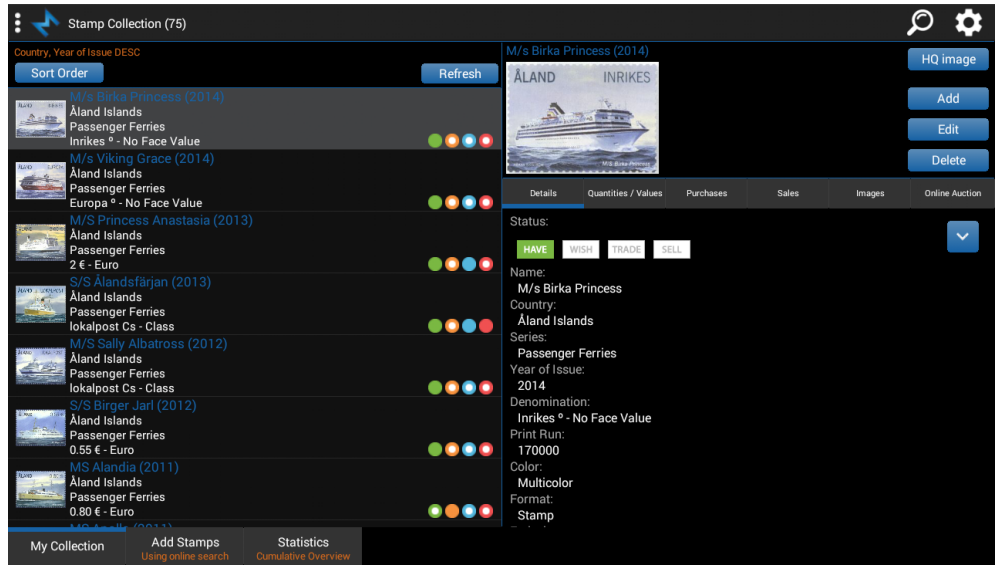 Stamp Collection (75)
Country, Year of Issue DESC
Sort Order
Refresh
M/s Birka Princess (2014)
Åland Islands
Passenger Ferries
Inrikes º - No Face Value
M/s Viking Grace (2014)
Åland Islands
Passenger Ferries
Europa º - No Face Value
M/S Princess Anastasia (2013)
Åland Islands
Passenger Ferries
2 € - Euro
S/S Ålandsfärjan (2013)
Åland Islands
Passenger Ferries
lokalpost Cs - Class
M/S Sally Albatross (2012)
Åland Islands
Passenger Ferries
lokalpost Cs - Class
S/S Birger Jarl (2012)
Åland Islands
Passenger Ferries
0.55 € - Euro
MS Alandia (2011)
Åland Islands
Passenger Ferries
0.80 € - Euro
MS Apollo (2011)
My Collection
Add Stamps
Using online search
Statistics
Cumulative Overview
M/s Birka Princess (2014)
ÅLAND INRIKES
M/S Birka Princess
HQ image
Add
Edit
Delete
Details
Quantities / Values
Purchases
Sales
Images
Online Auction
Status:
HAVE
WISH
TRADE
SELL
Name:
M/s Birka Princess
Country:
Åland Islands
Series:
Passenger Ferries
Year of Issue:
2014
Denomination:
Inrikes º - No Face Value
Print Run:
170000
Color:
Multicolor
Format:
Stamp